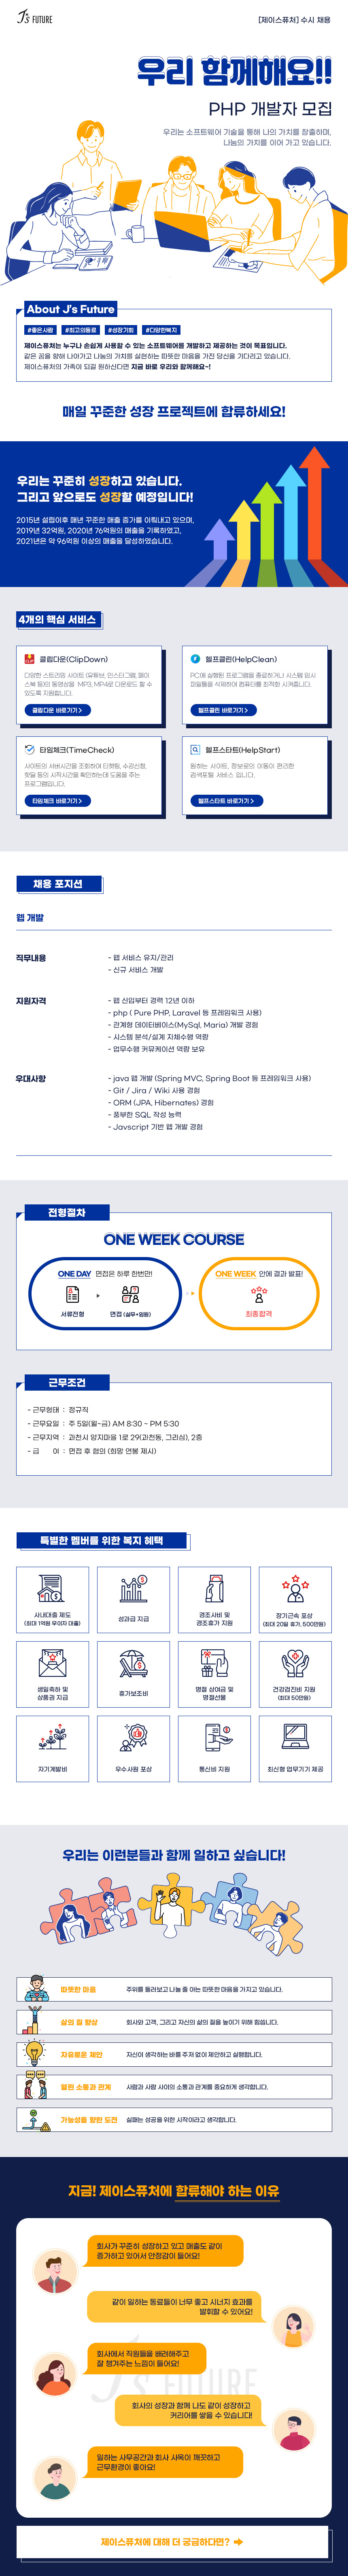 J's FUTURE
[제이스퓨처] 수시 채용
우리 함께해요!!
PHP 개발자 모집
우리는 소프트웨어 기술을 통해 나의 가치를 창출하며,
나눔의 가치를 이어 가고 있습니다.
About J's Future
#좋은사람 #최고의동료 #성장기회 #다양한복지
제이스퓨처는 누구나 손쉽게 사용할 수 있는 소프트웨어를 개발하고 제공하는 것이 목표입니다.
같은 꿈을 향해 나아가고 나눔의 가치를 실현하는 따뜻한 마음을 가진 당신을 기다리고 있습니다.
제이스퓨처의 가족이 되길 원하신다면 지금 바로 우리와 함께해요~!
매일 꾸준한 성장 프로젝트에 합류하세요!
우리는 꾸준히 성장하고 있습니다.
그리고 앞으로도 성장할 예정입니다!
2015년 설립이후 매년 꾸준한 매출 증가를 이뤄내고 있으며,
2019년 32억원, 2020년 76억원의 매출을 기록하였고,
2021년은 약 96억원 이상의 매출을 달성하였습니다.
4개의 핵심 서비스
클립다운(ClipDown)
다양한 스트리밍 사이트 (유튜브, 인스타그램, 페이
스북 등)의 동영상을 MP3, MP4로 다운로드 할 수
있도록 지원합니다.
클립다운 바로가기 >
헬프클린(HelpClean)
PC에 실행된 프로그램을 종료하거나 시스템 임시
파일들을 삭제하여 컴퓨터를 최적화 시켜줍니다.
헬프클린 바로가기 >
타임체크(TimeCheck)
사이트의 서버시간을 조회하여 티켓팅, 수강신청,
핫딜 등의 시작시간을 확인하는데 도움을 주는
프로그램입니다.
타임체크 바로가기 >
헬프스타트(HelpStart)
원하는 사이트, 정보로의 이동이 편리한
검색포털 서비스 입니다.
헬프스타트 바로가기 >
채용 포지션
웹 개발
직무내용
- 웹 서비스 유지/관리
- 신규 서비스 개발
지원자격
- 웹 신입부터 경력 12년 이하
- php ( Pure PHP, Laravel 등 프레임워크 사용)
- 관계형 데이터베이스(MySql, Maria) 개발 경험
- 시스템 분석/설계 자체수행 역량
- 업무수행 커뮤케이션 역량 보유
우대사항
- java 웹 개발 (Spring MVC, Spring Boot 등 프레임워크 사용)
- Git / Jira / Wiki 사용 경험
- ORM (JPA, Hibernates) 경험
- 풍부한 SQL 작성 능력
- Javscript 기반 웹 개발 경험
전형절차
ONE WEEK COURSE
ONE DAY 면접은 하루 한번만!
서류전형
면접 (실무+임원)
ONE WEEK 안에 결과 발표!
최종합격
근무조건
- 근무형태 : 정규직
- 근무요일 : 주 5일(월~금) AM 8:30 ~ PM 5:30
- 근무지역 : 과천시 양지마을 1로 29(과천동, 그리심), 2층
- 급 여 : 면접 후 협의 (희망 연봉 제시)
특별한 멤버를 위한 복지 혜택
사내대출 제도
(최대 1억원 무이자 대출)
성과급 지급
경조사비 및
경조휴가 지원
장기근속 포상
(최대 20일 휴가, 500만원)
생일축하 및
상품권 지급
휴가보조비
명절 상여금 및
명절선물
건강검진비 지원
(최대 50만원)
자기계발비
우수사원 포상
통신비 지원
최신형 업무기기 제공
우리는 이런분들과 함께 일하고 싶습니다!
따뜻한 마음
주위를 둘러보고 나눌 줄 아는 따뜻한 마음을 가지고 있습니다.
삶의 질 향상
회사와 고객, 그리고 자신의 삶의 질을 높이기 위해 힘씁니다.
자유로운 제안
자신이 생각하는 바를 주저 없이 제안하고 실행합니다.
열린 소통과 관계
사람과 사람 사이의 소통과 관계를 중요하게 생각합니다.
가능성을 향한 도전
실패는 성공을 위한 시작이라고 생각합니다.
지금! 제이스퓨처에 합류해야 하는 이유
회사가 꾸준히 성장하고 있고 매출도 같이
증가하고 있어서 안정감이 들어요!
같이 일하는 동료들이 너무 좋고 시너지 효과를
발휘할 수 있어요!
회사에서 직원들을 배려해주고
잘 챙겨주는 느낌이 들어요!
J's FUTURE
회사의 성장과 함께 나도 같이 성장하고
커리어를 쌓을 수 있습니다!
일하는 사무공간과 회사 사옥이 깨끗하고
근무환경이 좋아요!
제이스퓨처에 대해 더 궁금하다면?